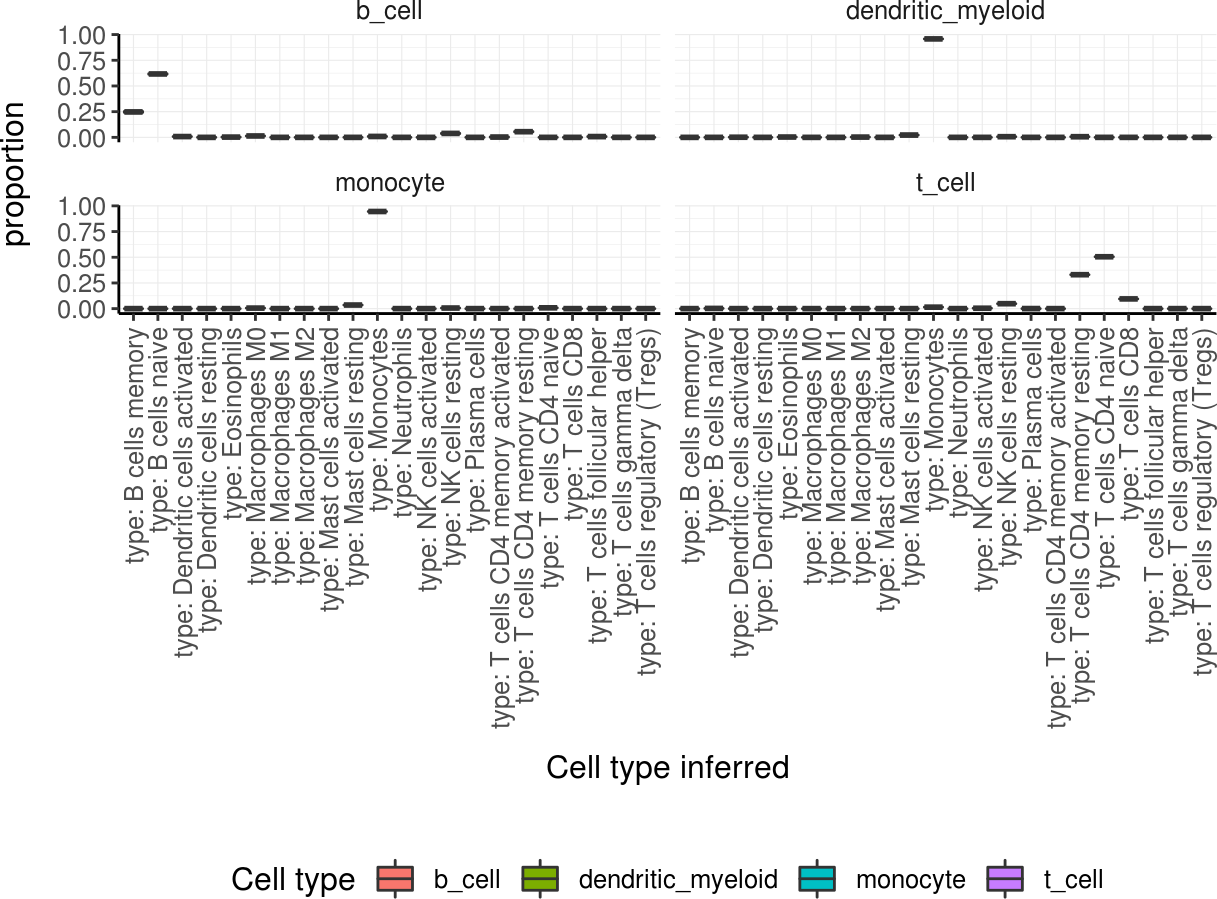 b_cell
dendritic_myeloid
1.00
0.75
0.50
0.25
0.00
proportion
monocyte
t_cell
1.00
0.75
0.50
0.25
0.00
type: B cells memory
type: B cells naive
type: Dendritic cells activated
type: Dendritic cells resting
type: Eosinophils
type: Macrophages M0
type: Macrophages M1
type: Macrophages M2
type: Mast cells activated
type: Mast cells resting
type: Monocytes
type: Neutrophils
type: NK cells activated
type: NK cells resting
type: Plasma cells
type: T cells CD4 memory activated
type: T cells CD4 memory resting
type: T cells CD4 naive
type: T cells CD8
type: T cells follicular helper
type: T cells gamma delta
type: T cells regulatory (Tregs)
type: B cells memory
type: B cells naive
type: Dendritic cells activated
type: Dendritic cells resting
type: Eosinophils
type: Macrophages M0
type: Macrophages M1
type: Macrophages M2
type: Mast cells activated
type: Mast cells resting
type: Monocytes
type: Neutrophils
type: NK cells activated
type: NK cells resting
type: Plasma cells
type: T cells CD4 memory activated
type: T cells CD4 memory resting
type: T cells CD4 naive
type: T cells CD8
type: T cells follicular helper
type: T cells gamma delta
type: T cells regulatory (Tregs)
Cell type inferred
Cell type b_cell dendritic_myeloid monocyte t_cell